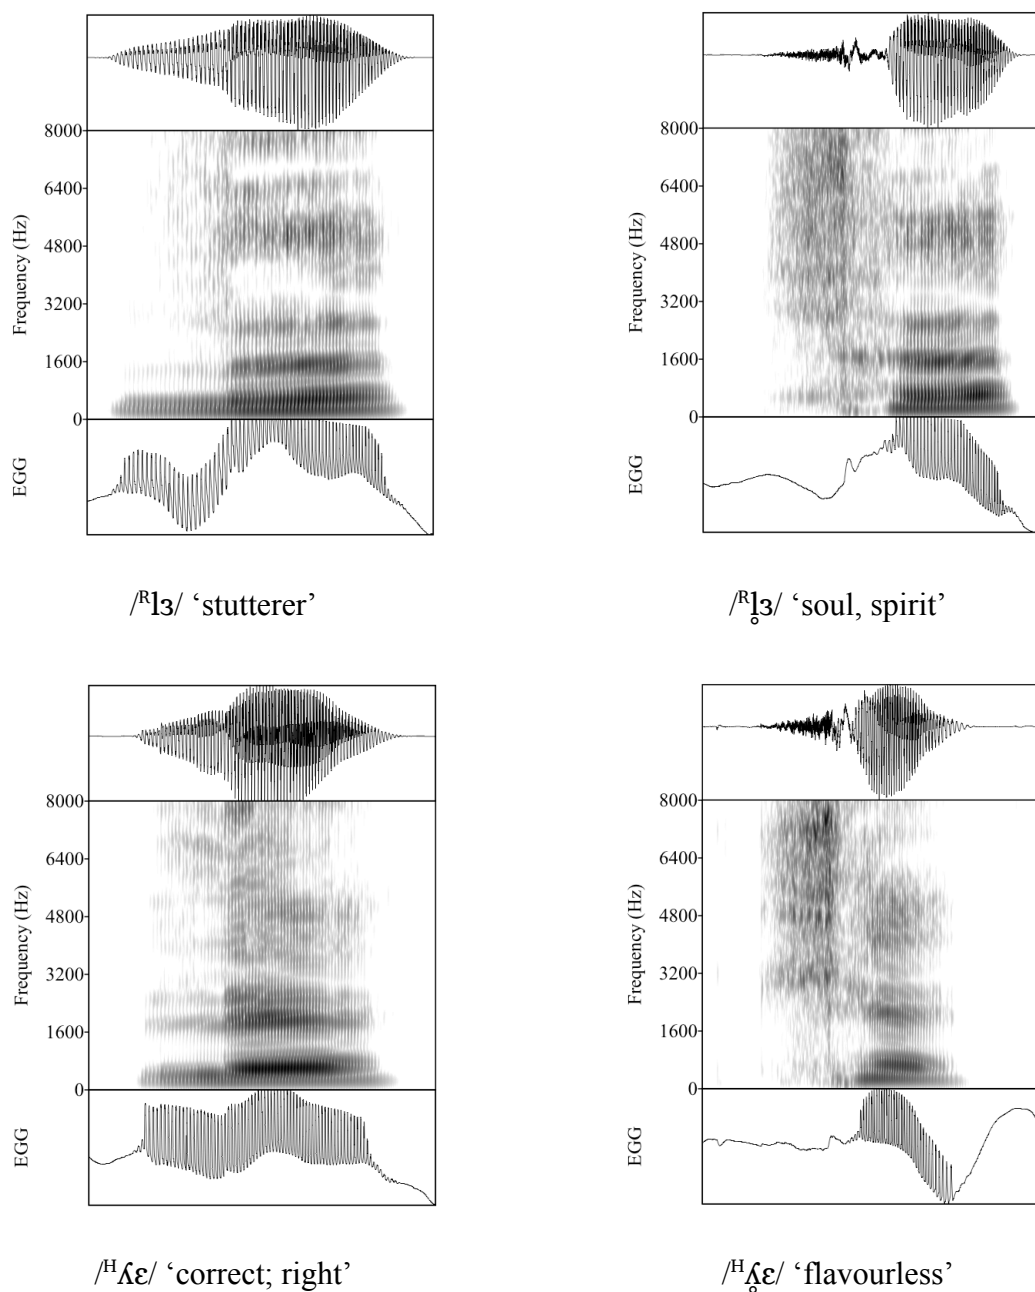 8000
6400
4800
3200
1600
0
Frequency (Hz)
EGG
8000
6400
4800
3200
1600
0
Frequency (Hz)
EGG
/ᴿlɜ/ ‘stutterer’
/ᴿl̥ɜ/ ‘soul, spirit’
8000
6400
4800
3200
1600
0
Frequency (Hz)
EGG
8000
6400
4800
3200
1600
0
Frequency (Hz)
EGG
/ᴴʎɛ/ ‘correct; right’
/ᴴʎ̥ɛ/ ‘flavourless’